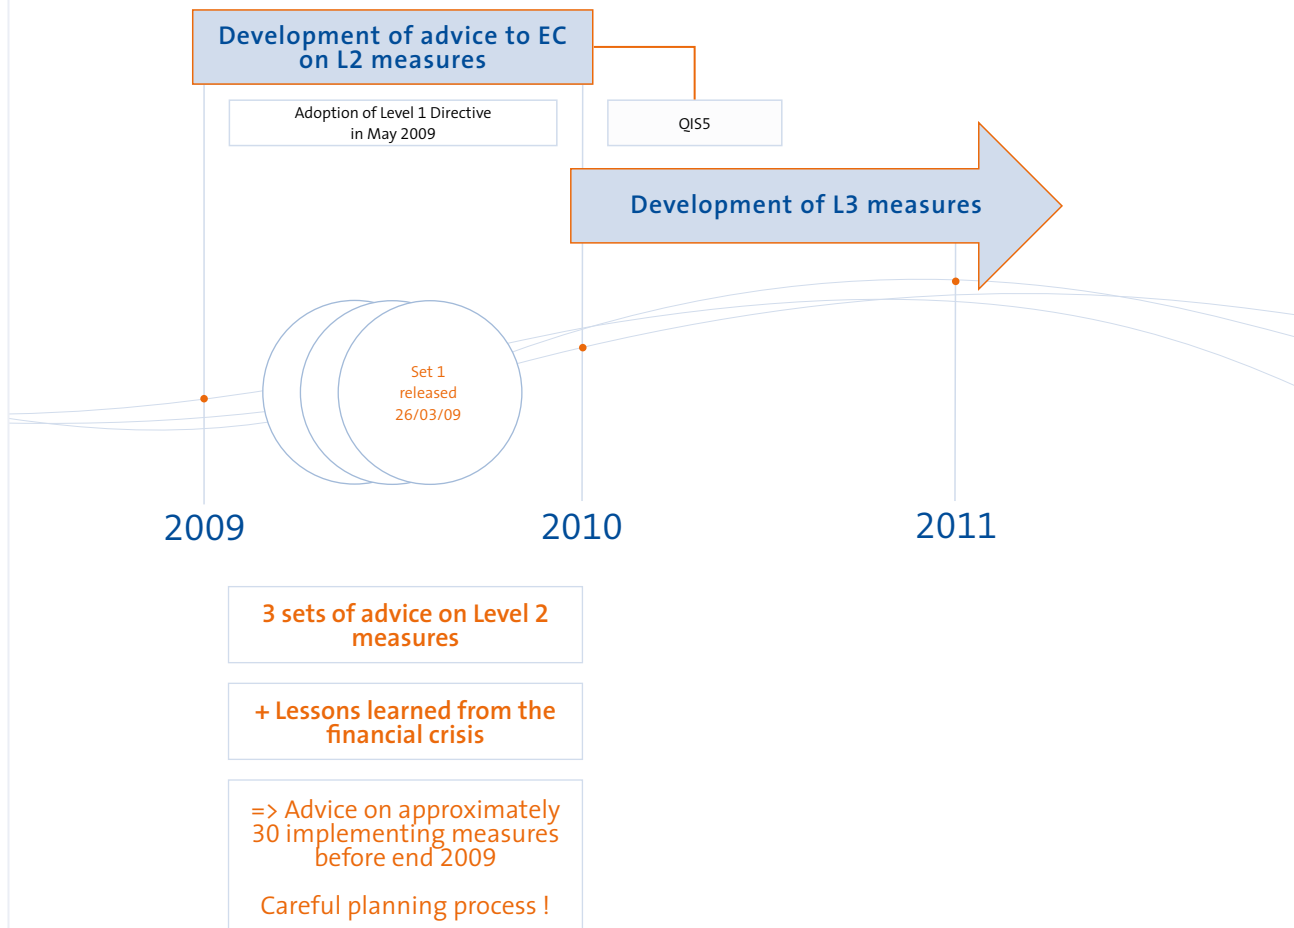 Development of advice to EC
on L2 measures
Adoption of Level 1 Directive
in May 2009
QIS5
Development of L3 measures
Set 1
released
26/03/09
2009
2010
2011
3 sets of advice on Level 2
measures
+ Lessons learned from the
financial crisis
=> Advice on approximately
30 implementing measures
before end 2009
Careful planning process !